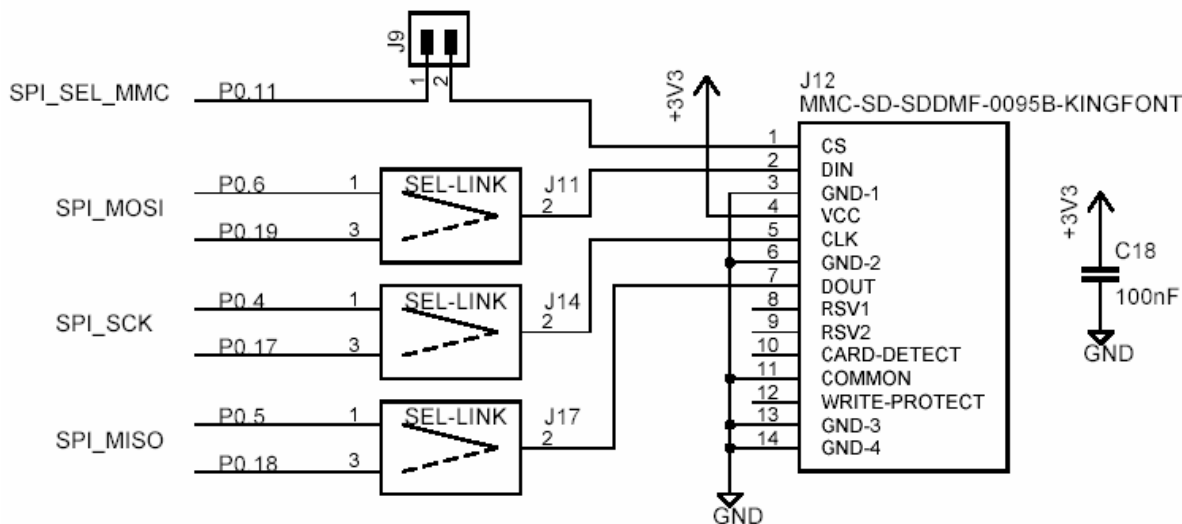 J9
1
2
SPI_SEL_MMC
P0.11
+3V3
J12
MMC-SD-SDDMF-0095B-KINGFONT
1 CS
2 DIN
3 GND-1
4 VCC
5 CLK
6 GND-2
7 DOUT
8 RSV1
9 RSV2
10 CARD-DETECT
11 COMMON
12 WRITE-PROTECT
13 GND-3
14 GND-4
GND
SPI_MOSI
P0.6 1
P0.19 3
SEL-LINK
J11
2
SPI_SCK
P0.4 1
P0.17 3
SEL-LINK
J14
2
SPI_MISO
P0.5 1
P0.18 3
SEL-LINK
J17
2
+3V3
C18
100nF
GND